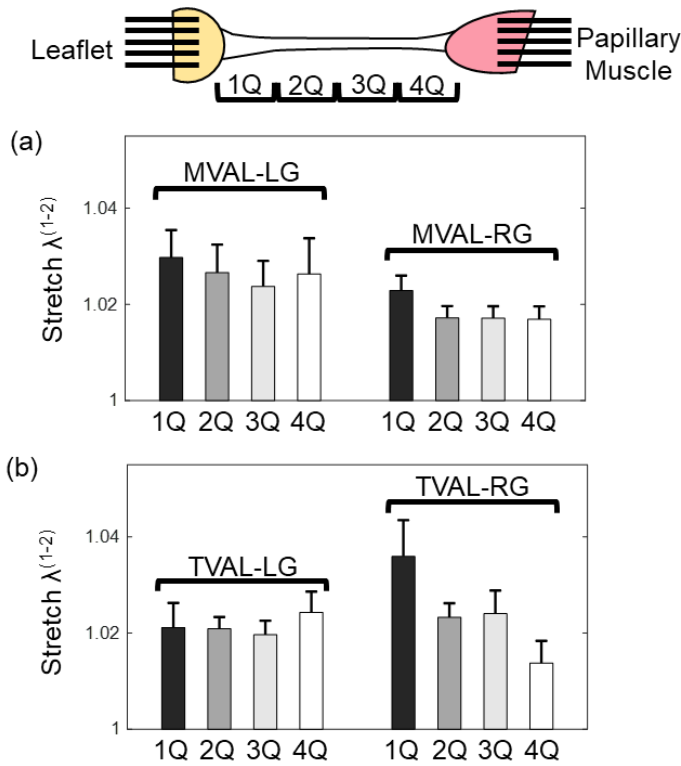 Leaflet
Papillary
Muscle
1Q 2Q 3Q 4Q
(a)
MVAL-LG
MVAL-RG
Stretch λ(1-2)
1.04
1.02
1
1Q 2Q 3Q 4Q 1Q 2Q 3Q 4Q
(b)
TVAL-RG
TVAL-LG
Stretch λ(1-2)
1.04
1.02
1
1Q 2Q 3Q 4Q 1Q 2Q 3Q 4Q